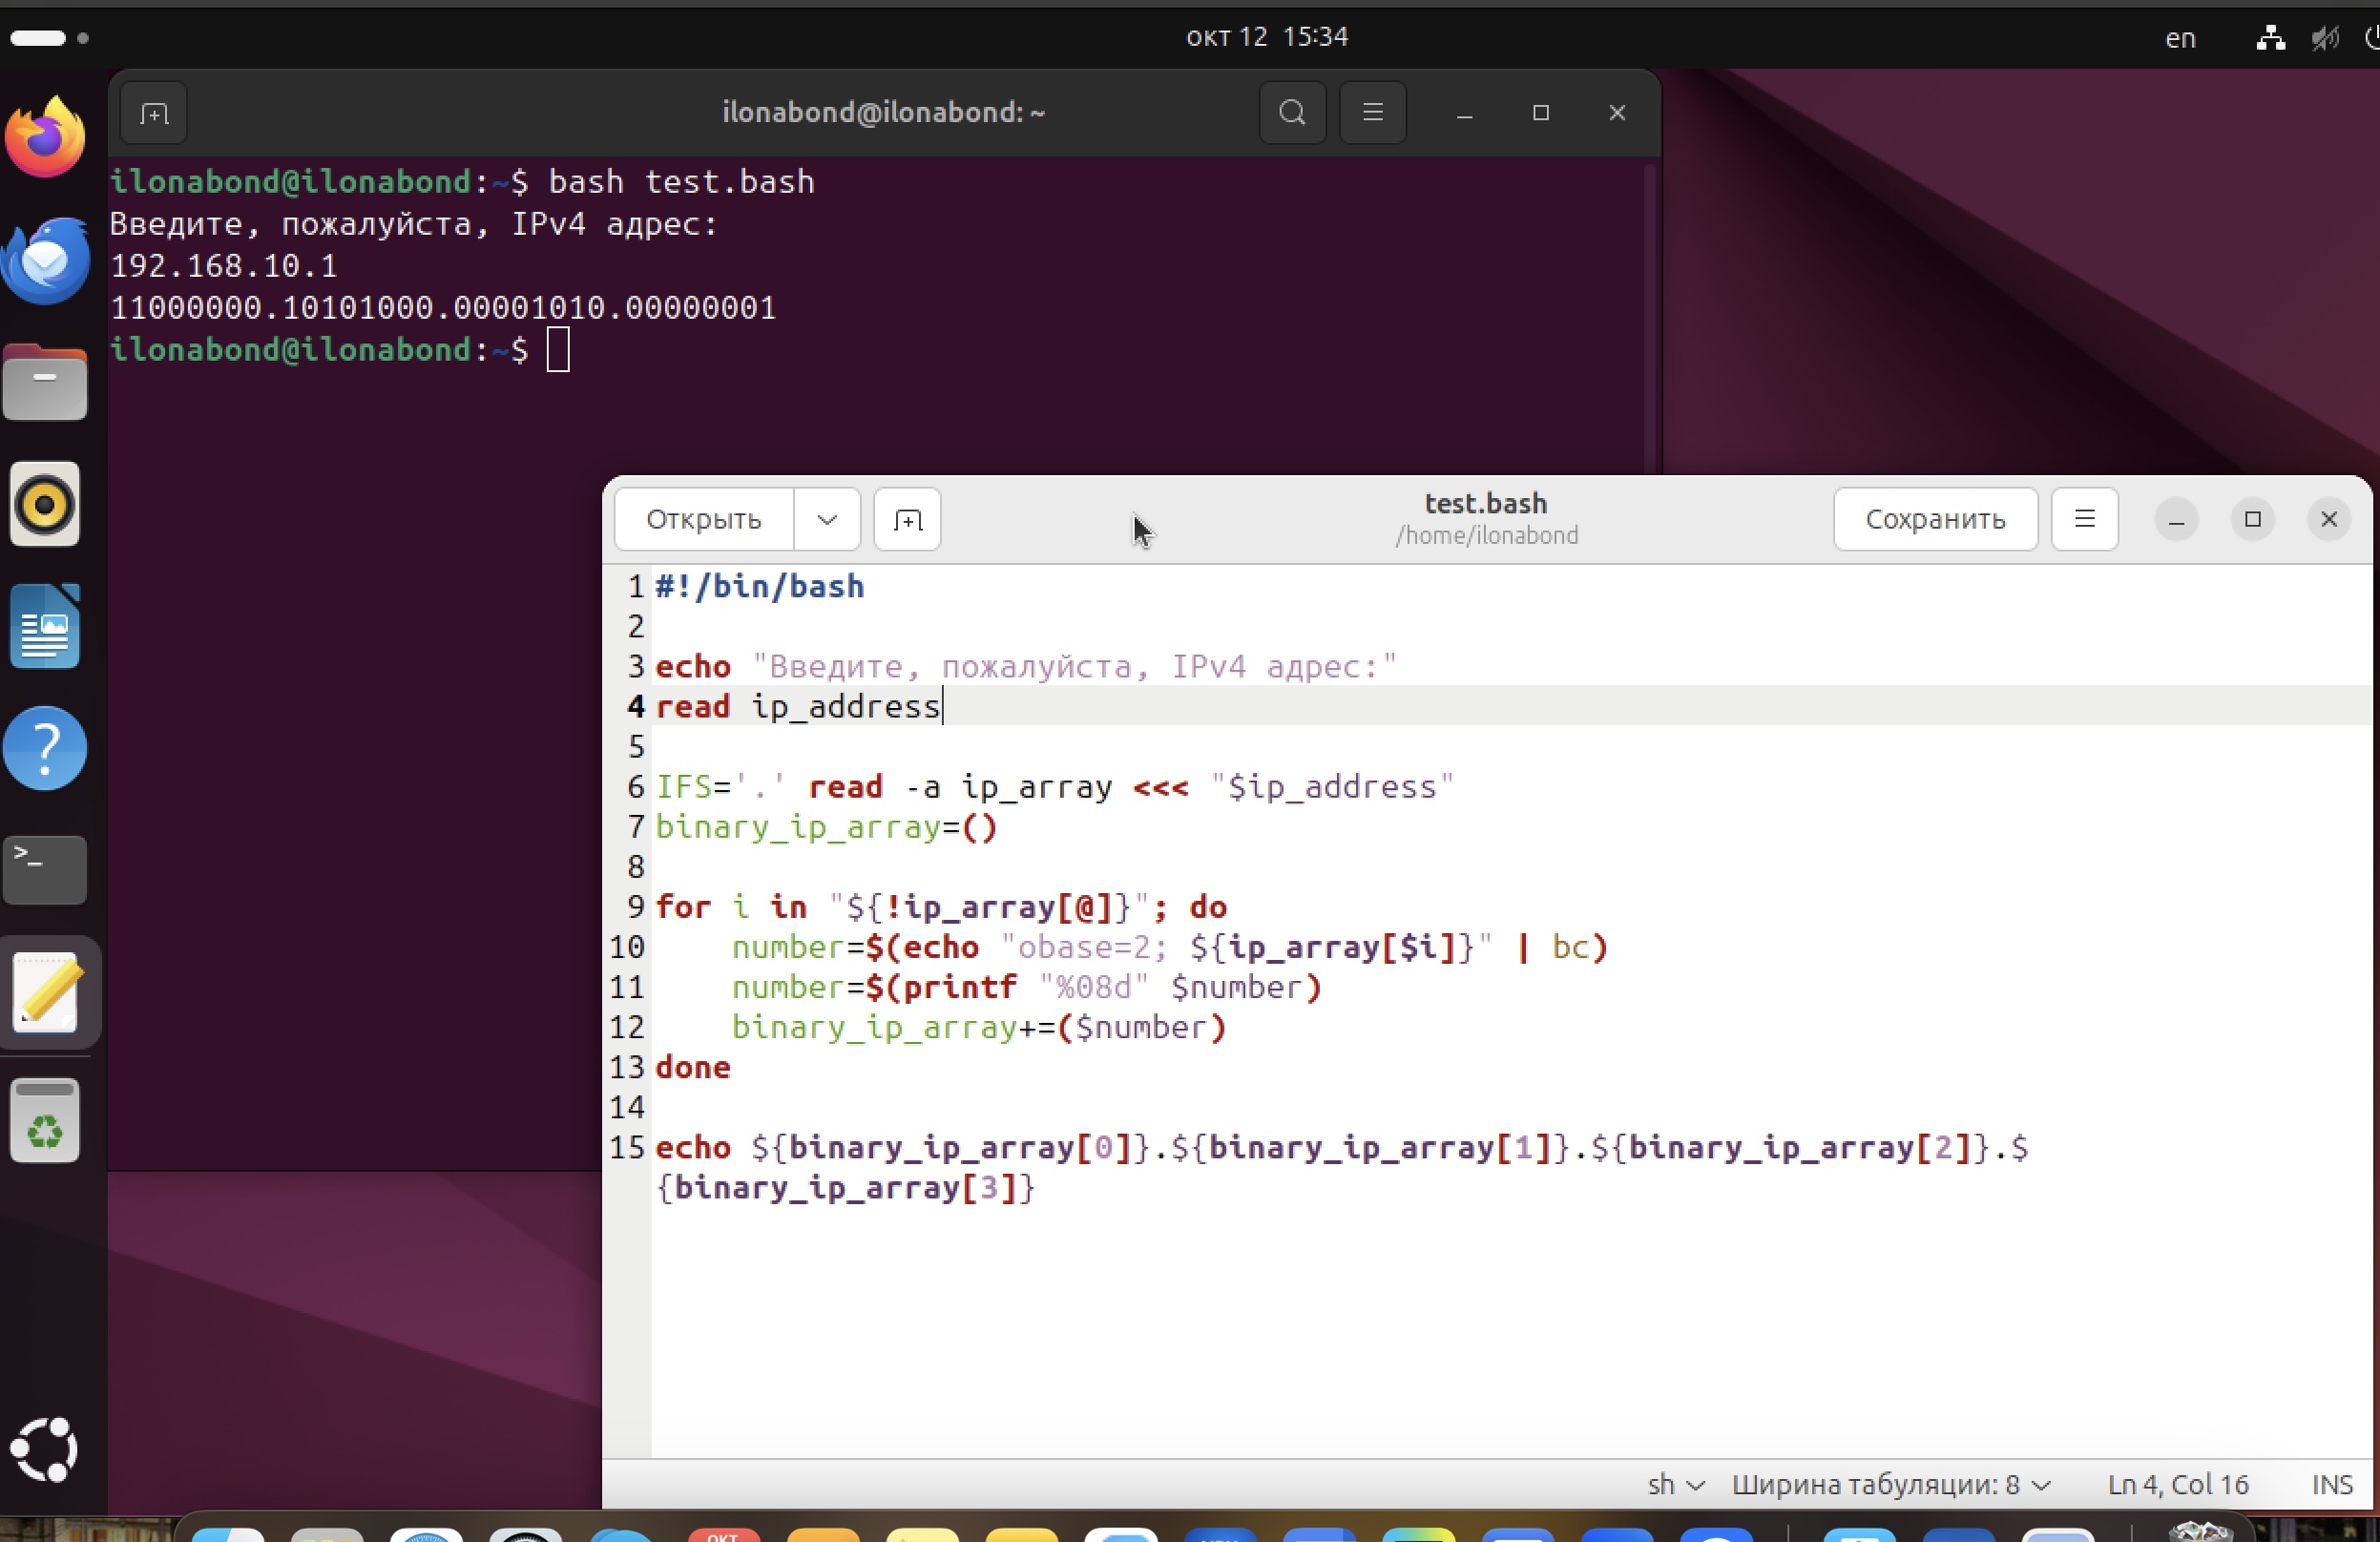 окт 12 15:34
en
ilonabond@ilonabond: ~
ilonabond@ilonabond:~$ bash test.bash
Введите, пожалуйста, IPv4 адрес:
192.168.10.1
11000000.10101000.00001010.00000001
ilonabond@ilonabond:~$
>_
Открыть
test.bash
/home/ilonabond
Сохранить
1 #!/bin/bash
2
3 echo "Введите, пожалуйста, IPv4 адрес:"
4 read ip_address
5
6 IFS='.' read -a ip_array <<< "$ip_address"
7 binary_ip_array=()
8
9 for i in "${!ip_array[@]}"; do
10 number=$(echo "obase=2; ${ip_array[$i]}" | bc)
11 number=$(printf "%08d" $number)
12 binary_ip_array+=($number)
13 done
14
15 echo ${binary_ip_array[0]}.${binary_ip_array[1]}.${binary_ip_array[2]}.$
{binary_ip_array[3]}
sh Ширина табуляции: 8 Ln 4, Col 16 INS
ОКТ